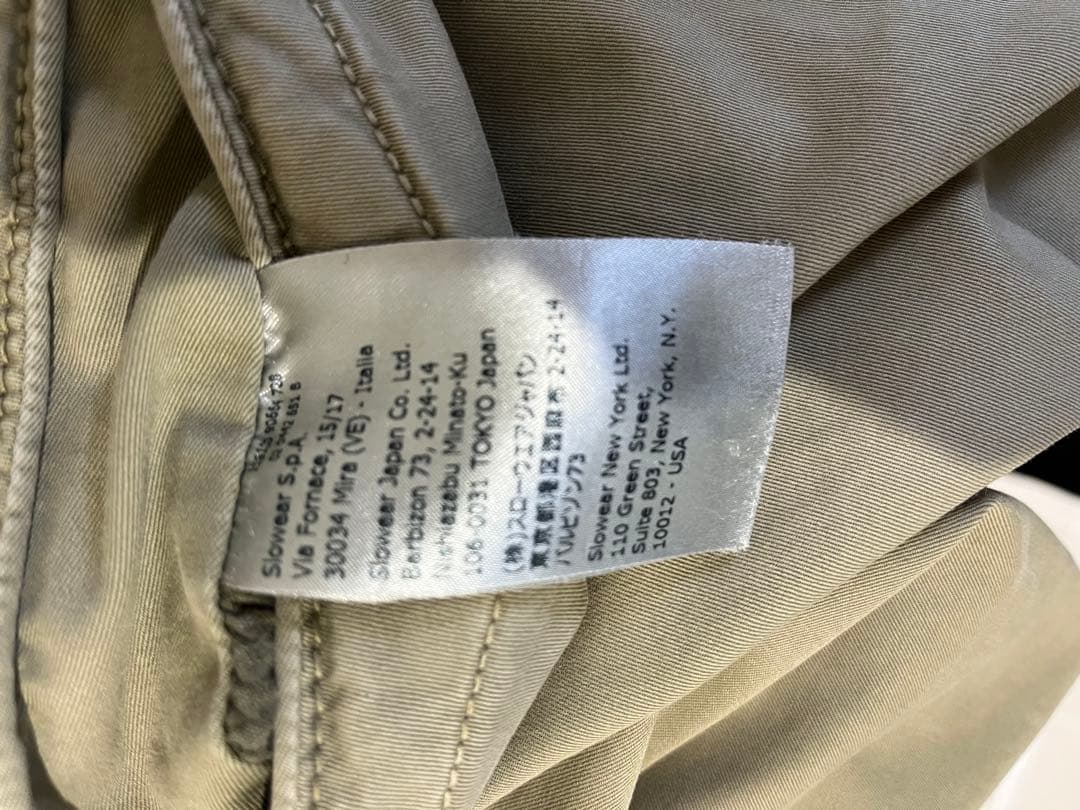 Slowear S.p.A.
Via Fornace, 15/17
30034 Mira (VE) - Italia
Slowear Japan Co. Ltd.
Barbizon 73, 2-24-14
Nishiazabu Minato-Ku
106-0031 TOKYO Japan
(株)スローウエアジャパン
東京都港区西麻布 2-24-14
バルビゾン73
Slowear New York Ltd.
110 Green Street,
Suite 803, New York, N.Y.
10012 - USA